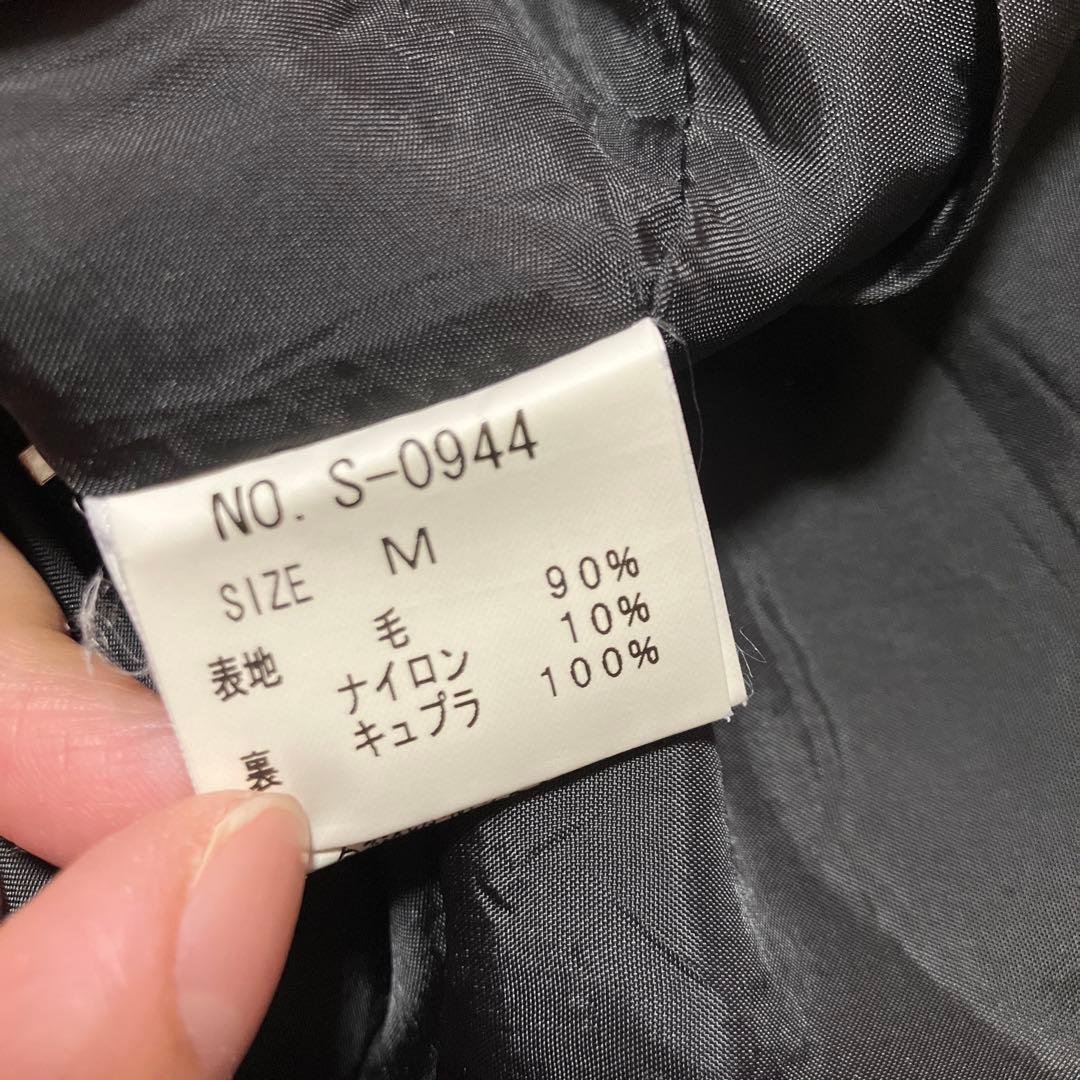 NO. S-0944
SIZE M
表地 毛 90%
ナイロン 10%
裏 キュプラ 100%